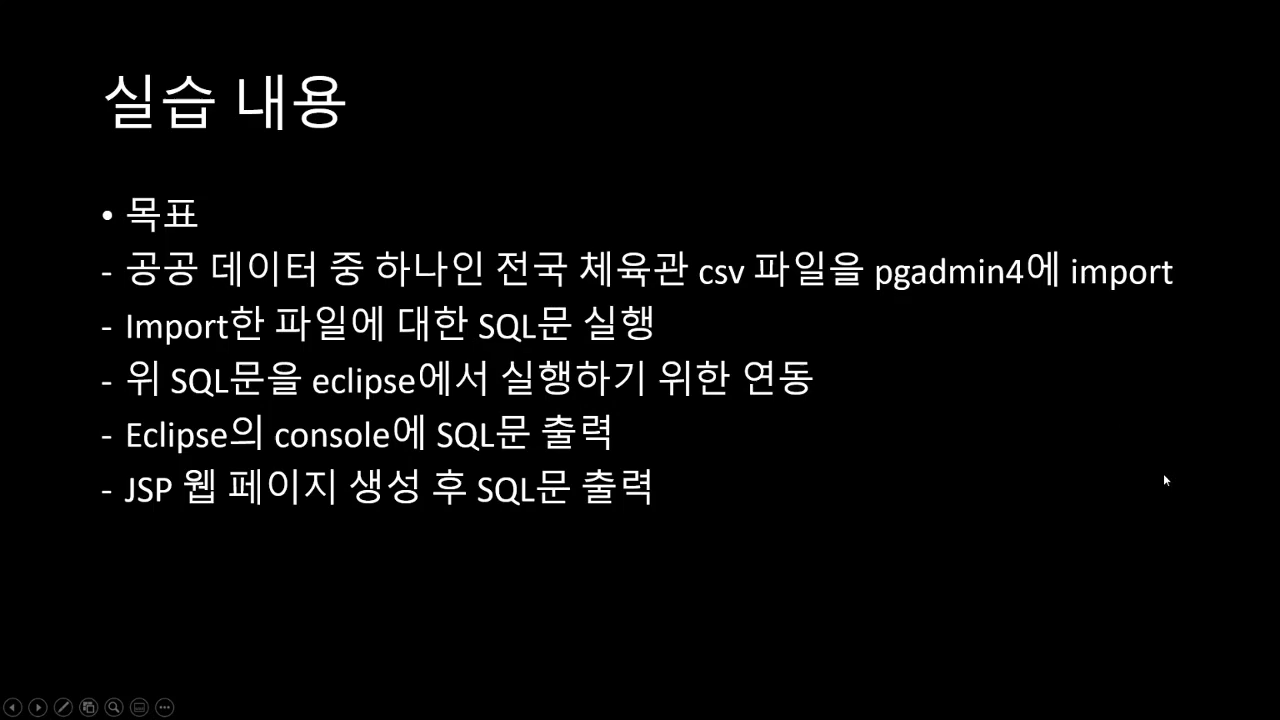 실습 내용
• 목표
- 공공 데이터 중 하나인 전국 체육관 csv 파일을 pgadmin4에 import
- Import한 파일에 대한 SQL문 실행
- 위 SQL문을 eclipse에서 실행하기 위한 연동
- Eclipse의 console에 SQL문 출력
- JSP 웹 페이지 생성 후 SQL문 출력